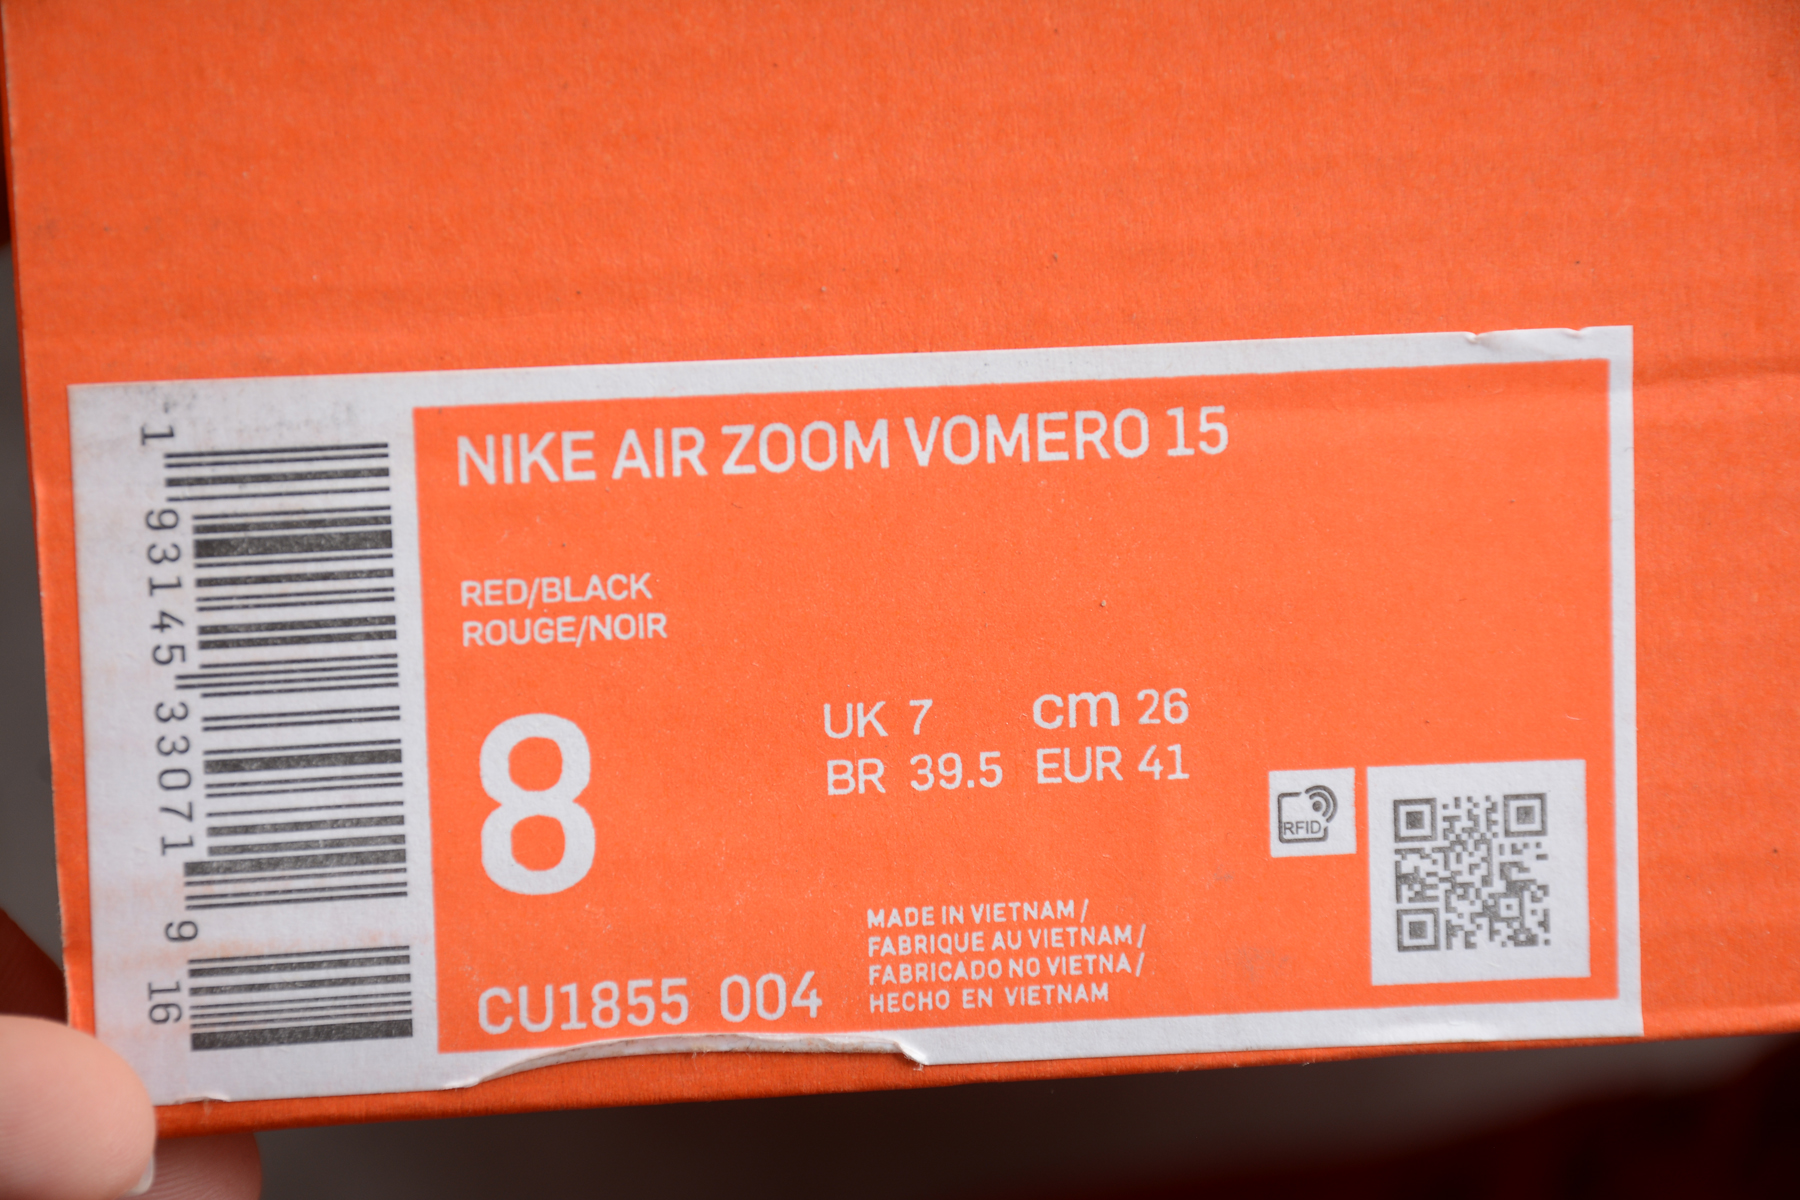 NIKE AIR ZOOM VOMERO 15
RED/BLACK
ROUGE/NOIR
8
UK 7 cm 26
BR 39.5 EUR 41
RFID
MADE IN VIETNAM /
FABRIQUE AU VIETNAM /
FABRICADO NO VIETNA /
HECHO EN VIETNAM
CU1855 004
1 93145 33071 9 16